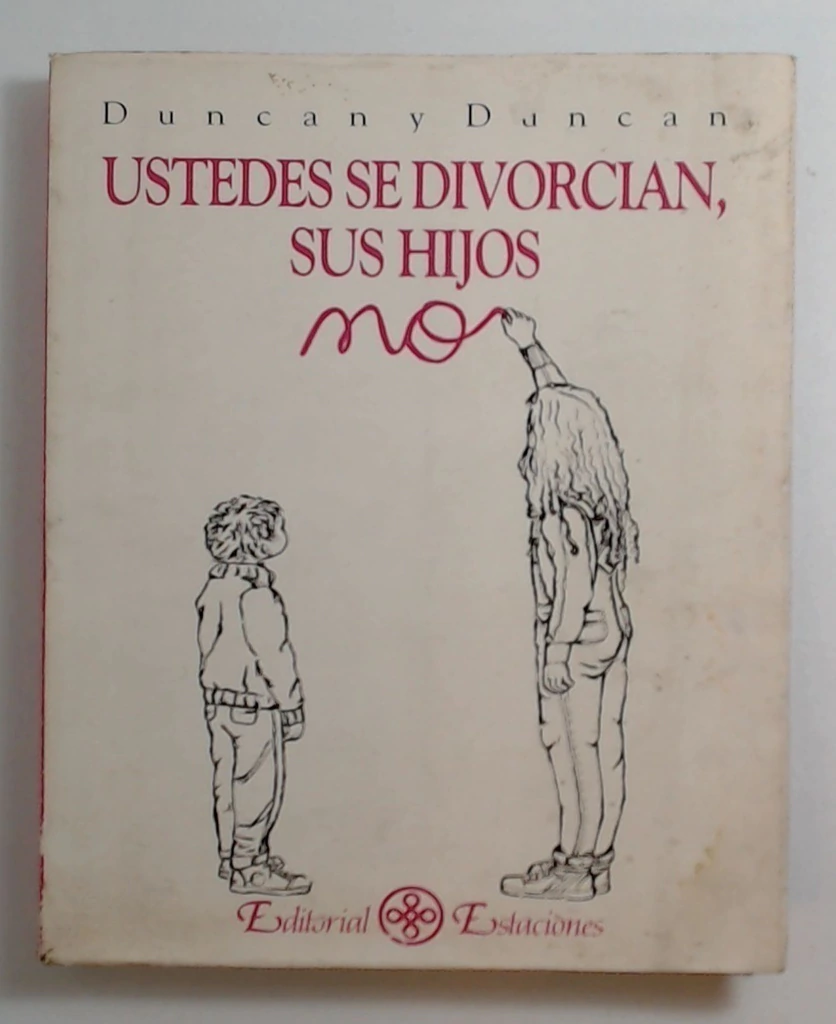 Duncan y Duncan
USTEDES SE DIVORCIAN,
SUS HIJOS
no
Editorial Estaciones